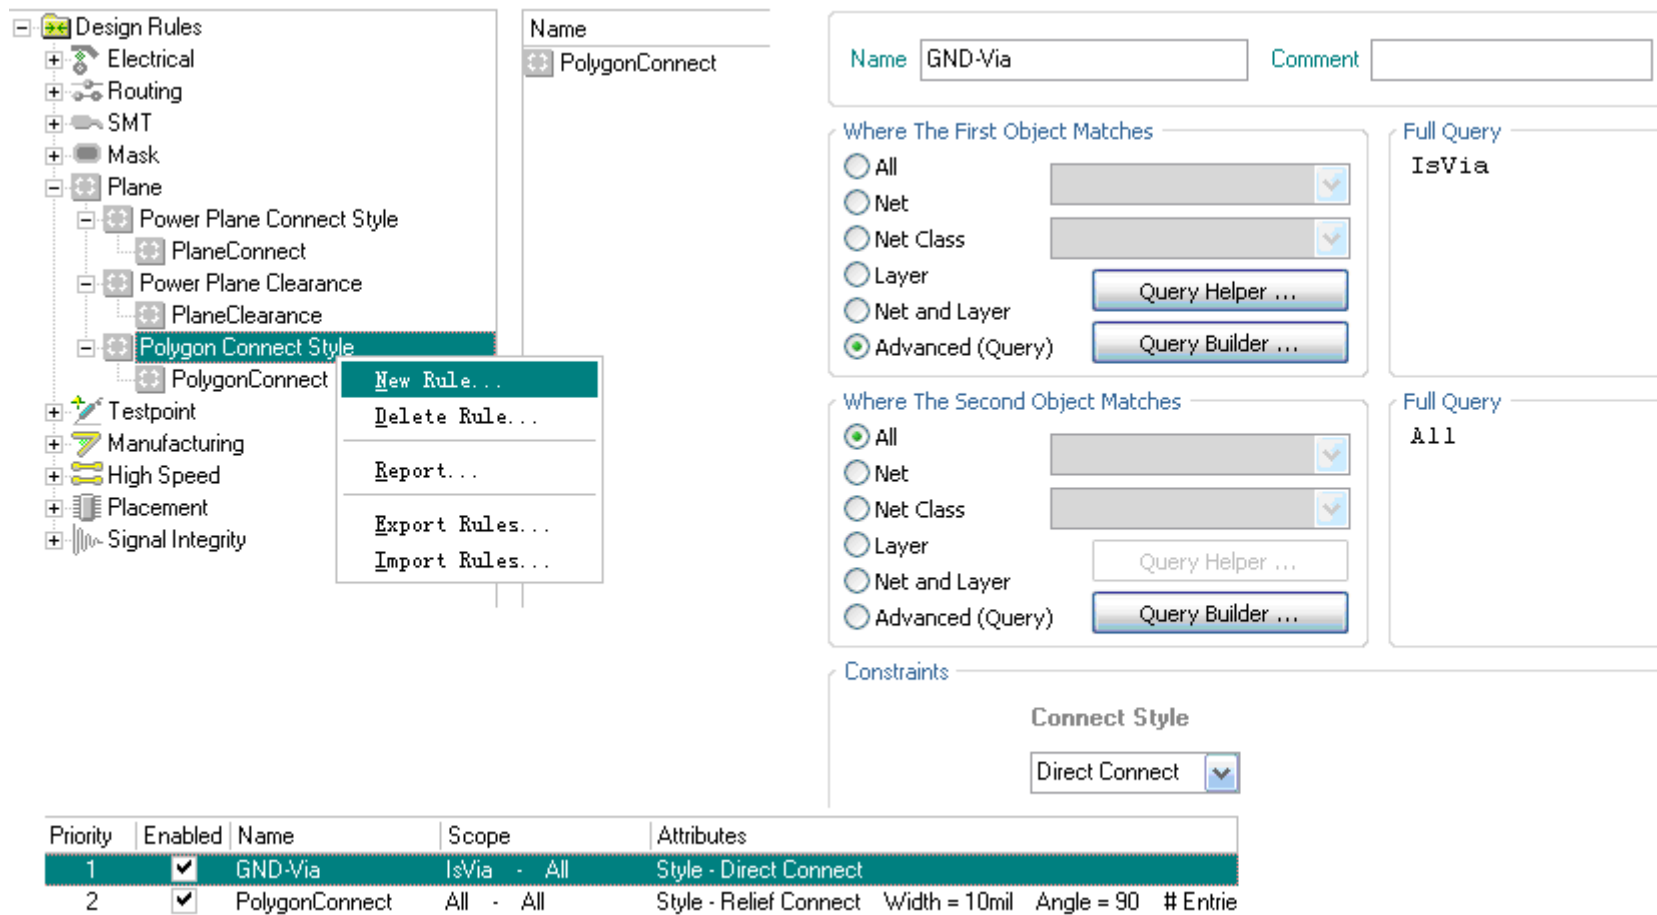 Design Rules
Electrical
Routing
SMT
Mask
Plane
Power Plane Connect Style
PlaneConnect
Power Plane Clearance
PlaneClearance
Polygon Connect Style
PolygonConnect
Testpoint
Manufacturing
High Speed
Placement
Signal Integrity
New Rule...
Delete Rule...
Report...
Export Rules...
Import Rules...
Name
PolygonConnect
Name GND-Via Comment
Where The First Object Matches
All
Net
Net Class
Layer
Net and Layer
Advanced (Query)
Query Helper ...
Query Builder ...
Full Query
IsVia
Where The Second Object Matches
All
Net
Net Class
Layer
Net and Layer
Advanced (Query)
Query Helper ...
Query Builder ...
Full Query
All
Constraints
Connect Style
Direct Connect
Priority Enabled Name Scope Attributes
1 GND-Via IsVia - All Style - Direct Connect
2 PolygonConnect All - All Style - Relief Connect Width = 10mil Angle = 90 # Entrie